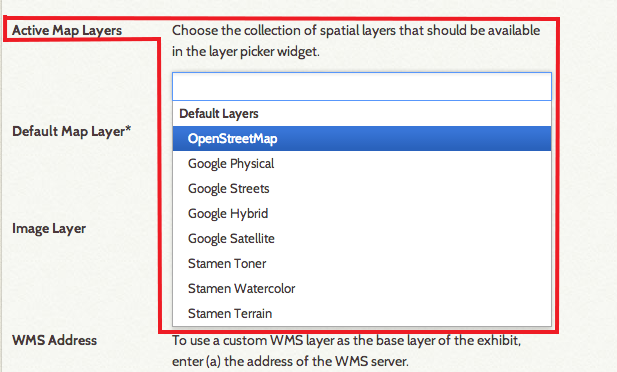 Active Map Layers
Choose the collection of spatial layers that should be available
in the layer picker widget.
Default Layers
Default Map Layer*
OpenStreetMap
Google Physical
Google Streets
Google Hybrid
Image Layer
Google Satellite
Stamen Toner
Stamen Watercolor
Stamen Terrain
WMS Address
To use a custom WMS layer as the base layer of the exhibit,
enter (a) the address of the WMS server.